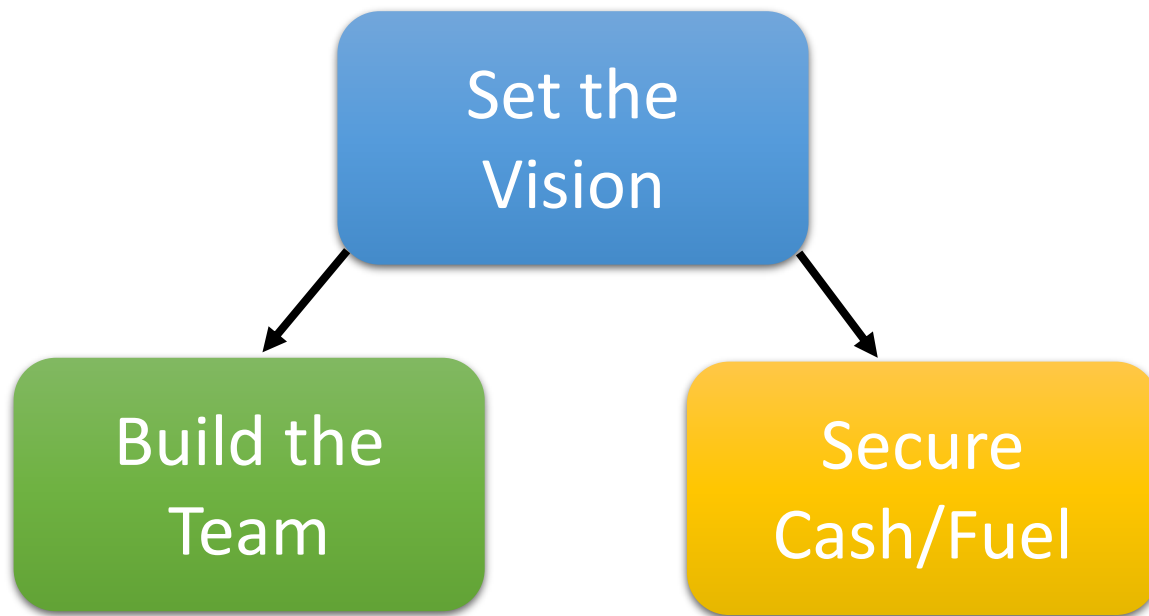 Set the
Vision
Build the
Team
Secure
Cash/Fuel